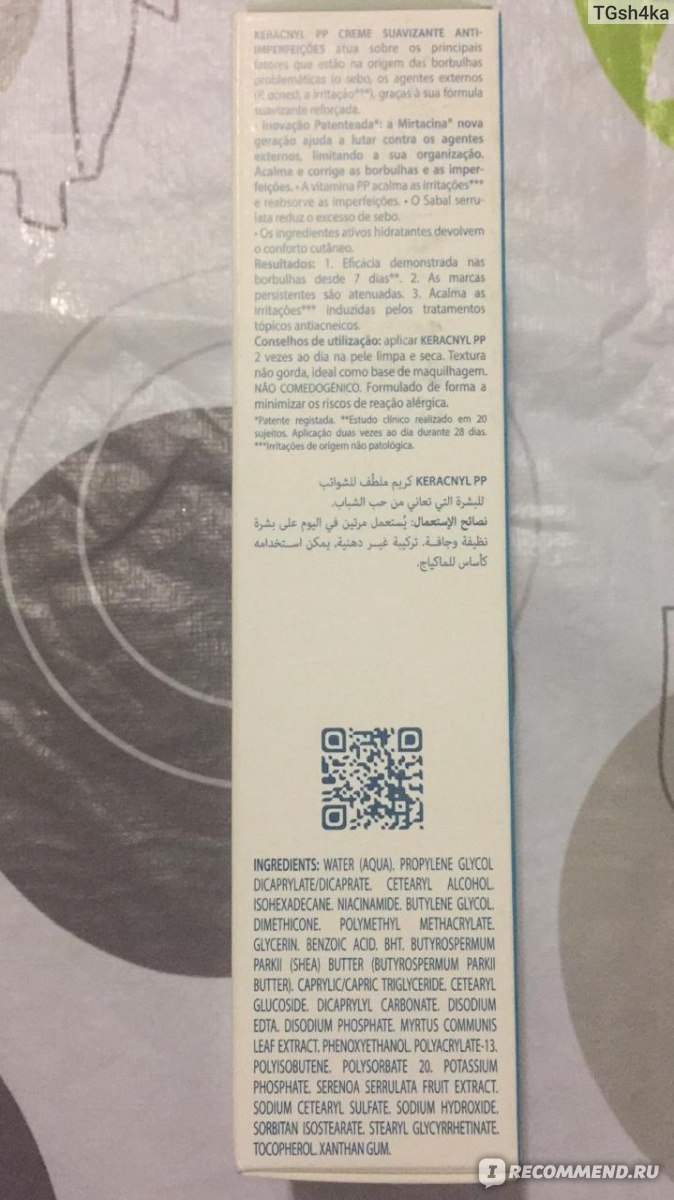 TGsh4ka
KERACNYL PP CREME SUAVIZANTE ANTI-
IMPERFEIÇÕES atua sobre os principais
fatores que estão na origem das borbulhas
problemáticas (o sebo, os agentes externos
(P. acnes), a irritação***), graças à sua fórmula
suavizante reforçada.
• Inovação Patenteada*: a Mirtacina® nova
geração ajuda a lutar contra os agentes
externos, limitando a sua organização.
Acalma e corrige as borbulhas e as imper-
feições. • A vitamina PP acalma as irritações***
e reabsorve as imperfeições. • O Sabal serru-
lata reduz o excesso de sebo.
• Os ingredientes ativos hidratantes devolvem
o conforto cutâneo.
Resultados: 1. Eficácia demonstrada nas
borbulhas desde 7 dias**. 2. As marcas
persistentes são atenuadas. 3. Acalma as
irritações*** induzidas pelos tratamentos
tópicos antiacneicos.
Conselhos de utilização: aplicar KERACNYL PP
2 vezes ao dia na pele limpa e seca. Textura
não gorda, ideal como base de maquilhagem.
NÃO COMEDOGÉNICO. Formulado de forma a
minimizar os riscos de reação alérgica.
*Patente registada. **Estudo clínico realizado em 20
sujeitos. Aplicação duas vezes ao dia durante 28 dias.
***Irritações de origem não patológica.
KERACNYL PP كريم ملطّف للشوائب
للبشرة التي تعاني من حب الشباب.
نصائح الإستعمال: يُستعمل مرتين في اليوم على بشرة
نظيفة وجافة. تركيبة غير دهنية، يمكن استخدامه
كأساس للماكياج.
INGREDIENTS: WATER (AQUA). PROPYLENE GLYCOL
DICAPRYLATE/DICAPRATE. CETEARYL ALCOHOL.
ISOHEXADECANE. NIACINAMIDE. BUTYLENE GLYCOL.
DIMETHICONE. POLYMETHYL METHACRYLATE.
GLYCERIN. BENZOIC ACID. BHT. BUTYROSPERMUM
PARKII (SHEA) BUTTER (BUTYROSPERMUM PARKII
BUTTER). CAPRYLIC/CAPRIC TRIGLYCERIDE. CETEARYL
GLUCOSIDE. DICAPRYLYL CARBONATE. DISODIUM
EDTA. DISODIUM PHOSPHATE. MYRTUS COMMUNIS
LEAF EXTRACT. PHENOXYETHANOL. POLYACRYLATE-13.
POLYISOBUTENE. POLYSORBATE 20. POTASSIUM
PHOSPHATE. SERENOA SERRULATA FRUIT EXTRACT.
SODIUM CETEARYL SULFATE. SODIUM HYDROXIDE.
SORBITAN ISOSTEARATE. STEARYL GLYCYRRHETINATE.
TOCOPHEROL. XANTHAN GUM.
IRECOMMEND.RU